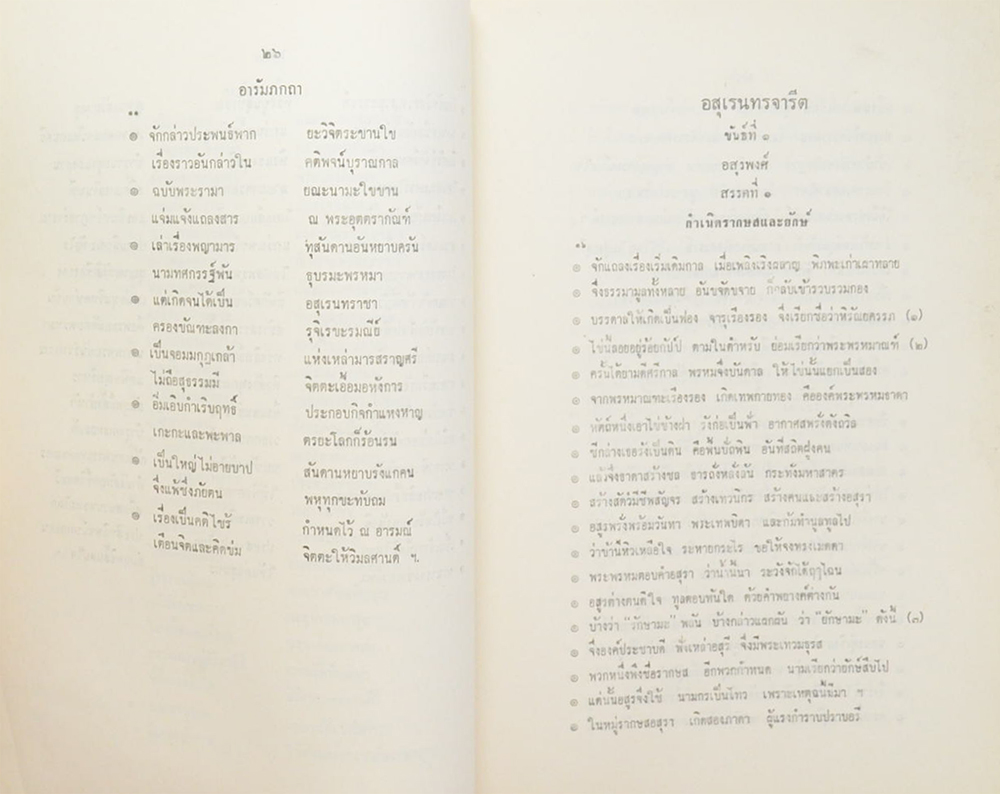 ๒๖
อารัมภกถา
๑๑
๏ จักกล่าวประพนธ์พาก ยะวิจิตระขานไข
เรื่องราวอันกล่าวใน คติพจน์บุราณกาล
๏ ฉบับพระรามา ยณะนามะไขขาน
แจ่มแจ้งแถลงสาร ณ พระอุตตรากัณฑ์
๏ เล่าเรื่องพญามาร ทุสันดานอันหยาบครัน
นามทศกรรฐ์พัน ธุบรมะพรหมา
๏ แต่เกิดจนได้เป็น อสุเรนทราชา
ครองขัณฑะลงกา รุจิเรขะรมณีย์
๏ เป็นจอมมกุฎเกล้า แห่งเหล่ามารสราญศรี
ไม่ถือสุธรรมมี จิตตะเอื้อมอหังการ
๏ อิ่มเอิบกำเริบฤทธิ์ ประกอบกิจกำแหงหาญ
เกะกะและพะพาล ตรอะโลกก็ร้อนรน
๏ เป็นใหญ่ไม่อายบาป สันดานหยาบรังแกคน
จึ่งแพ้ซึ่งภัยตน พหุทุกขะทับถม
๏ เรื่องเป็นคติไซร้ กำหนดไว้ ณ อารมณ์
เตือนจิตและคิดข่ม จิตตะให้วิมลศานติ์ ฯ
อสุเรนทรจารีต
ขันธ์ที่ ๑
อสุรพงศ์
สรรคที่ ๑
กำเนิดรากษสและยักษ์
๑๖
๏ จักแถลงเรื่องเริ่มเดิมกาล เมื่อเพลิงเริงผลาญ พิภพะเก่าเผาทลาย
๏ จึ่งธรรมามูลทั้งหลาย อันขจัดขจาย ก็กลับเข้ารวบรวมกอง
๏ บรรดาลให้เกิดเป็นฟอง จารุเรืองรอง จึ่งเรียกชื่อว่าหิรัณยครรภ (๑)
๏ ไข่นี้ลอยอยู่ร้อยกัปป์ ตามในตำหรับ ย่อมเรียกว่าพระพรหมาณฑ์ (๒)
๏ ครั้นได้ยามดีศรีกาล พรหมจึ่งบันดาล ให้ไข่นั้นแยกเป็นสอง
๏ จากพรหมาณฑะเรืองรอง เกิดเทพกายทอง คือองค์พระพรหมธาดา
๏ หัตถ์หนึ่งเอาไข่ข้างฝา รังก่อเป็นฟ้า อากาศสพรั่งดังถวิล
๏ ซีกล่างเธอรังเป็นดิน คือพื้นปัถพิน อันที่สถิตฝูงคน
๏ แล้วจึ่งธาดาสร้างชล ธารถั่งหลั่งล้น กระทั่งมหาสาคร
๏ สร้างสัตว์มีชีพสัญจร สร้างเทวนิกร สร้างคนและสร้างอสุรา
๏ อสูรพรั่งพร้อมวันทา พระเทพบิดา และก้มทำนูลทูลไป
๏ ว่าข้านี้หิวเหลือใจ ระหายกระไร ขอให้จงทรงเมตตา
๏ พระพรหมตอบคำอสุรา ว่าน้ำนั้นนา ระวังจักได้ฤๅไฉน
๏ อสูรต่างตนดีใจ ทูลตอบทันใด ด้วยคำพยางค์ต่างกัน
๏ บ้างว่า "รักษามะ" พลัน บ้างกล่าวแผกผัน ว่า "ยักษามะ" ดังนี้ (๓)
๏ จึ่งองค์ประชาบดี ฟังเหล่าอสุรี จึ่งมีพระเทวมธุรส
๏ พวกหนึ่งพึงชื่อรากษส อีกพวกกำหนด นามเรียกว่ายักษ์สืบไป
๏ แต่นั้นอสุรจึ่งใช้ นามกรเป็นไทว เพราะเหตุฉนี้มา ฯ
๏ ในหมู่รากษสอสุรา เกิดสองภาดา ผู้แรงกำราบปราบอรี